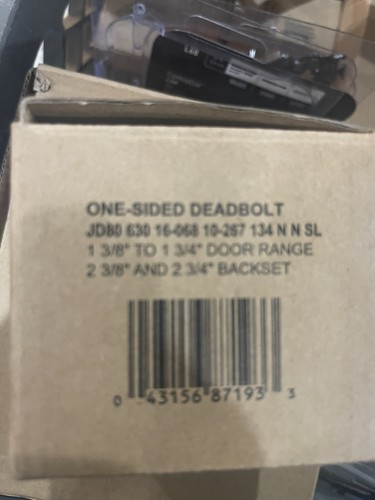 ONE-SIDED DEADBOLT
JD80 630 16-068 10-267 134 N N SL
1 3/8" TO 1 3/4" DOOR RANGE
2 3/8" AND 2 3/4" BACKSET
0 43156 87193 3